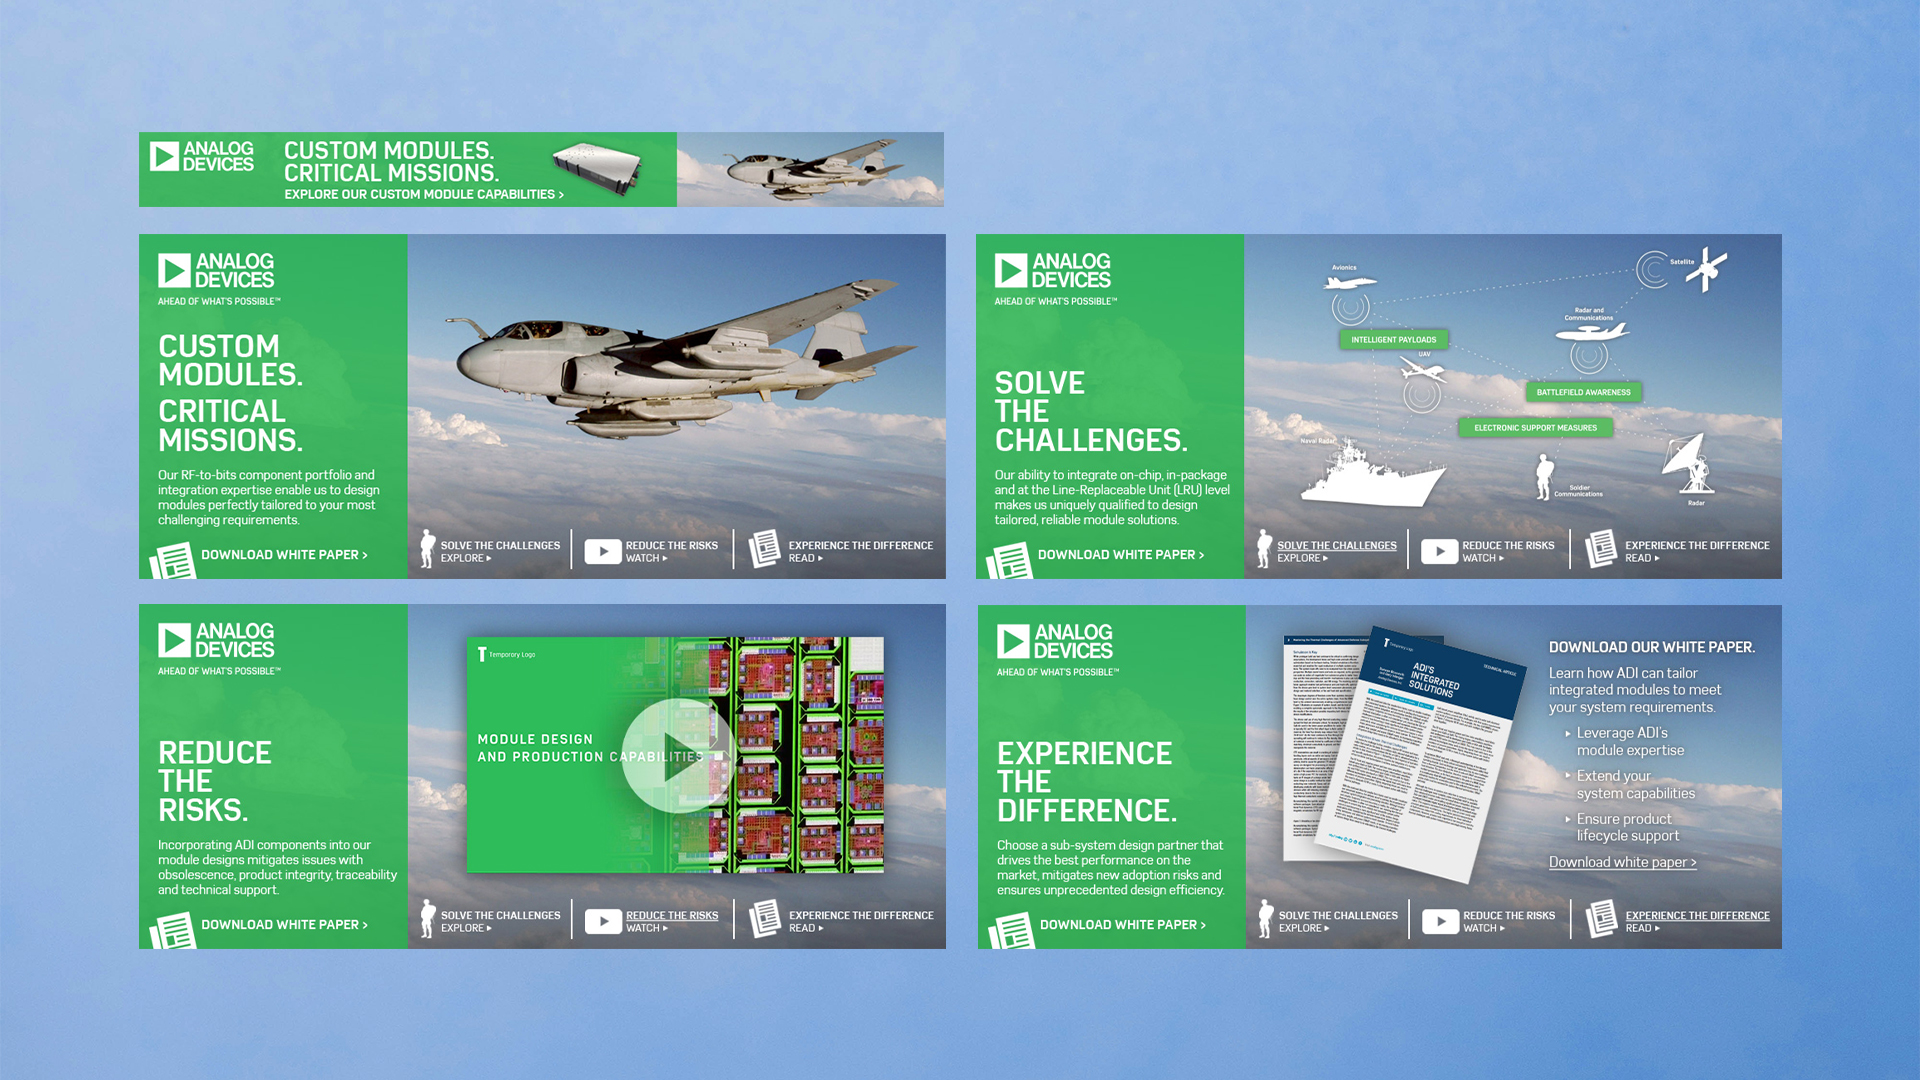 ANALOG
DEVICES
CUSTOM MODULES.
CRITICAL MISSIONS.
EXPLORE OUR CUSTOM MODULE CAPABILITIES >
ANALOG
DEVICES
AHEAD OF WHAT'S POSSIBLE™
CUSTOM
MODULES.
CRITICAL
MISSIONS.
Our RF-to-bits component portfolio and
integration expertise enable us to design
modules perfectly tailored to your most
challenging requirements.
DOWNLOAD WHITE PAPER >
SOLVE THE CHALLENGES
EXPLORE ▸
REDUCE THE RISKS
WATCH ▸
EXPERIENCE THE DIFFERENCE
READ ▸
ANALOG
DEVICES
AHEAD OF WHAT'S POSSIBLE™
SOLVE
THE
CHALLENGES.
Our ability to integrate on-chip, in-package
and at the Line-Replaceable Unit (LRU) level
makes us uniquely qualified to design
tailored, reliable module solutions.
DOWNLOAD WHITE PAPER >
Avionics
Satellite
Radar and
Communications
INTELLIGENT PAYLOADS
UAV
BATTLEFIELD AWARENESS
ELECTRONIC SUPPORT MEASURES
Naval Radar
Soldier
Communications
Radar
SOLVE THE CHALLENGES
EXPLORE ▸
REDUCE THE RISKS
WATCH ▸
EXPERIENCE THE DIFFERENCE
READ ▸
ANALOG
DEVICES
AHEAD OF WHAT'S POSSIBLE™
REDUCE
THE
RISKS.
Incorporating ADI components into our
module designs mitigates issues with
obsolescence, product integrity, traceability
and technical support.
DOWNLOAD WHITE PAPER >
Temporary Logo
MODULE DESIGN
AND PRODUCTION CAPABILITIES
SOLVE THE CHALLENGES
EXPLORE ▸
REDUCE THE RISKS
WATCH ▸
EXPERIENCE THE DIFFERENCE
READ ▸
ANALOG
DEVICES
AHEAD OF WHAT'S POSSIBLE™
EXPERIENCE
THE
DIFFERENCE.
Choose a sub-system design partner that
drives the best performance on the
market, mitigates new adoption risks and
ensures unprecedented design efficiency.
DOWNLOAD WHITE PAPER >
Temporary Logo
TECHNICAL ARTICLE
ADI'S
INTEGRATED
SOLUTIONS
DOWNLOAD OUR WHITE PAPER.
Learn how ADI can tailor
integrated modules to meet
your system requirements.
▸ Leverage ADI's
module expertise
▸ Extend your
system capabilities
▸ Ensure product
lifecycle support
Download white paper >
SOLVE THE CHALLENGES
EXPLORE ▸
REDUCE THE RISKS
WATCH ▸
EXPERIENCE THE DIFFERENCE
READ ▸